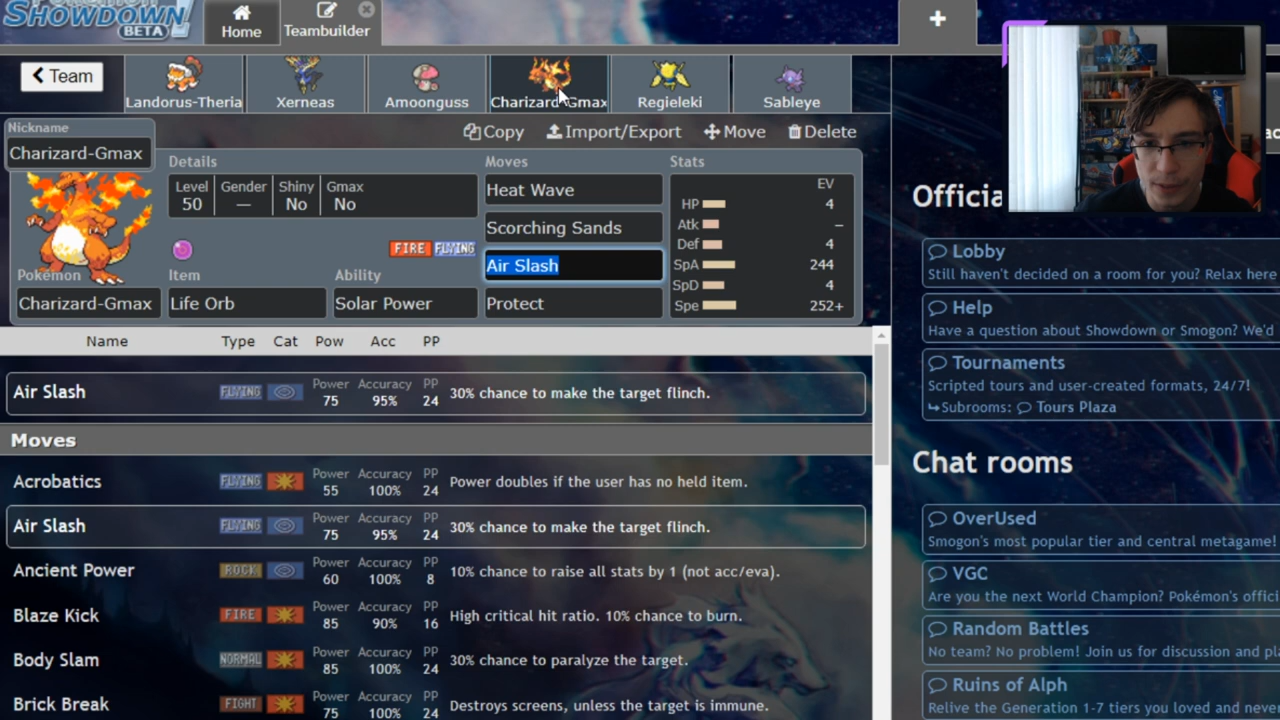 SHOWDOWN
BETA
Home
Teambuilder
+
Team
Landorus-Theria
Xerneas
Amoonguss
Charizard-Gmax
Regieleki
Sableye
Copy
Import/Export
Move
Delete
Nickname
Charizard-Gmax
Details
Level
50
Gender
—
Shiny
No
Gmax
No
FIRE
FLYING
Pokémon
Charizard-Gmax
Item
Life Orb
Ability
Solar Power
Moves
Heat Wave
Scorching Sands
Air Slash
Protect
Stats
EV
HP 4
Atk –
Def 4
SpA 244
SpD 4
Spe 252+
Name Type Cat Pow Acc PP
Air Slash FLYING Power 75 Accuracy 95% PP 24 30% chance to make the target flinch.
Moves
Acrobatics FLYING Power 55 Accuracy 100% PP 24 Power doubles if the user has no held item.
Air Slash FLYING Power 75 Accuracy 95% PP 24 30% chance to make the target flinch.
Ancient Power ROCK Power 60 Accuracy 100% PP 8 10% chance to raise all stats by 1 (not acc/eva).
Blaze Kick FIRE Power 85 Accuracy 90% PP 16 High critical hit ratio. 10% chance to burn.
Body Slam NORMAL Power 85 Accuracy 100% PP 24 30% chance to paralyze the target.
Brick Break FIGHT Power 75 Accuracy 100% PP 24 Destroys screens, unless the target is immune.
Officia
Lobby
Still haven't decided on a room for you? Relax here
Help
Have a question about Showdown or Smogon? We'd
Tournaments
Scripted tours and user-created formats, 24/7!
↳Subrooms: Tours Plaza
Chat rooms
OverUsed
Smogon's most popular tier and central metagame!
VGC
Are you the next World Champion? Pokémon's offici
Random Battles
No team? No problem! Join us for discussion and pl
Ruins of Alph
Relive the Generation 1-7 tiers you loved and never